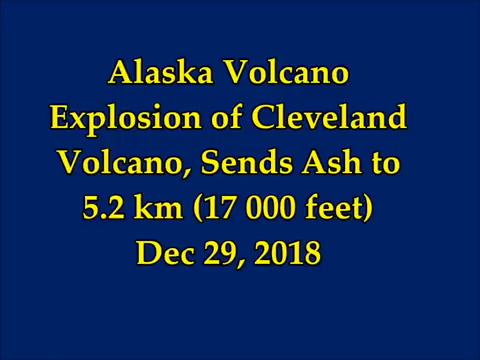 Alaska Volcano
Explosion of Cleveland
Volcano, Sends Ash to
5.2 km (17 000 feet)
Dec 29, 2018